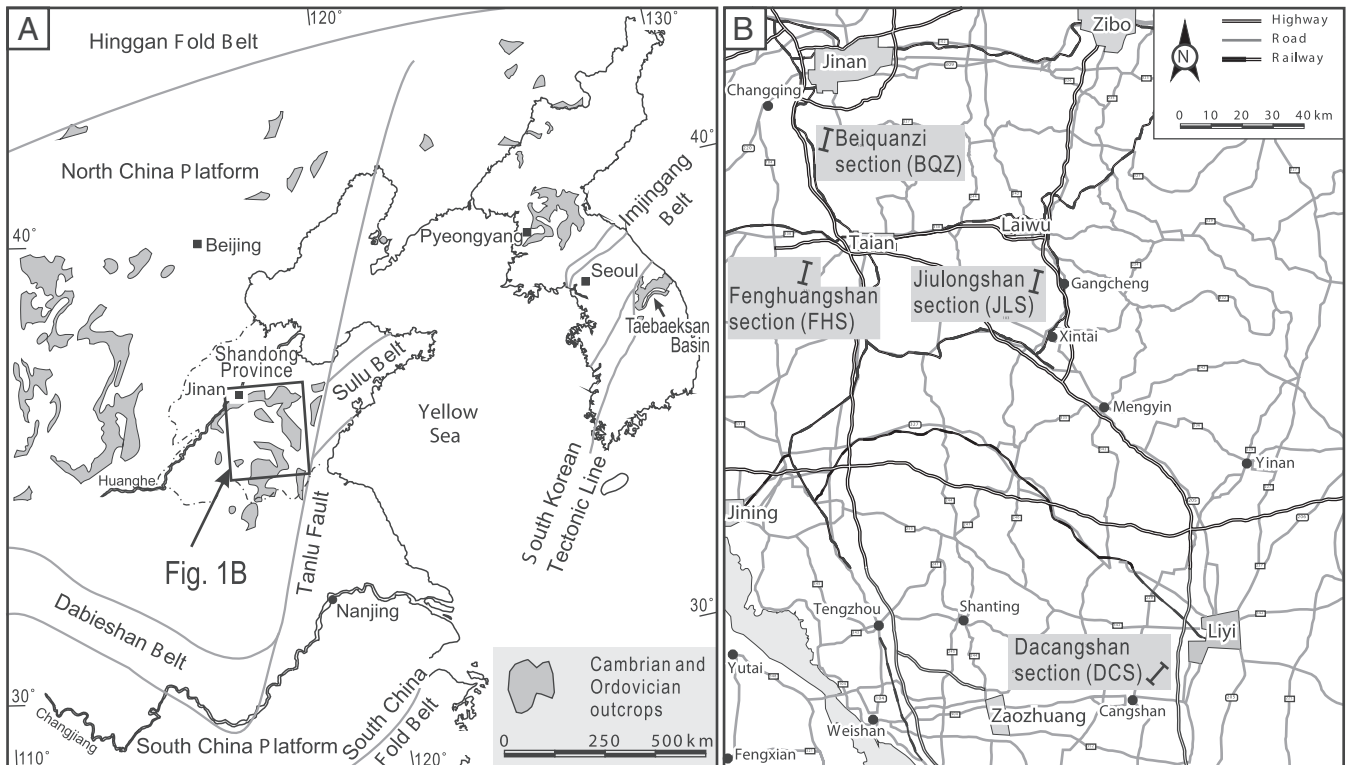 A
120°
130°
Hinggan Fold Belt
40°
North China Platform
Imjingang
Belt
Pyeongyang
Beijing
40°
Seoul
Taebaeksan
Basin
Shandong
Province
Jinan
Sulu Belt
Yellow
Sea
Huanghe
South Korean
Tectonic Line
Tanlu Fault
Fig. 1B
Nanjing
30°
Dabieshan Belt
30°
Changjiang
South China Platform
South China
Fold Belt
110°
120°
Cambrian and
Ordovician
outcrops
0 250 500 km
B
Zibo
Highway
Road
Railway
N
0 10 20 30 40 km
Jinan
Changqing
Beiquanzi
section (BQZ)
Laiwu
Taian
Jiulongshan
section (JLS)
Gangcheng
Fenghuangshan
section (FHS)
Xintai
Mengyin
Yinan
Jining
Tengzhou
Shanting
Liyi
Dacangshan
section (DCS)
Yutai
Cangshan
Zaozhuang
Weishan
Fengxian